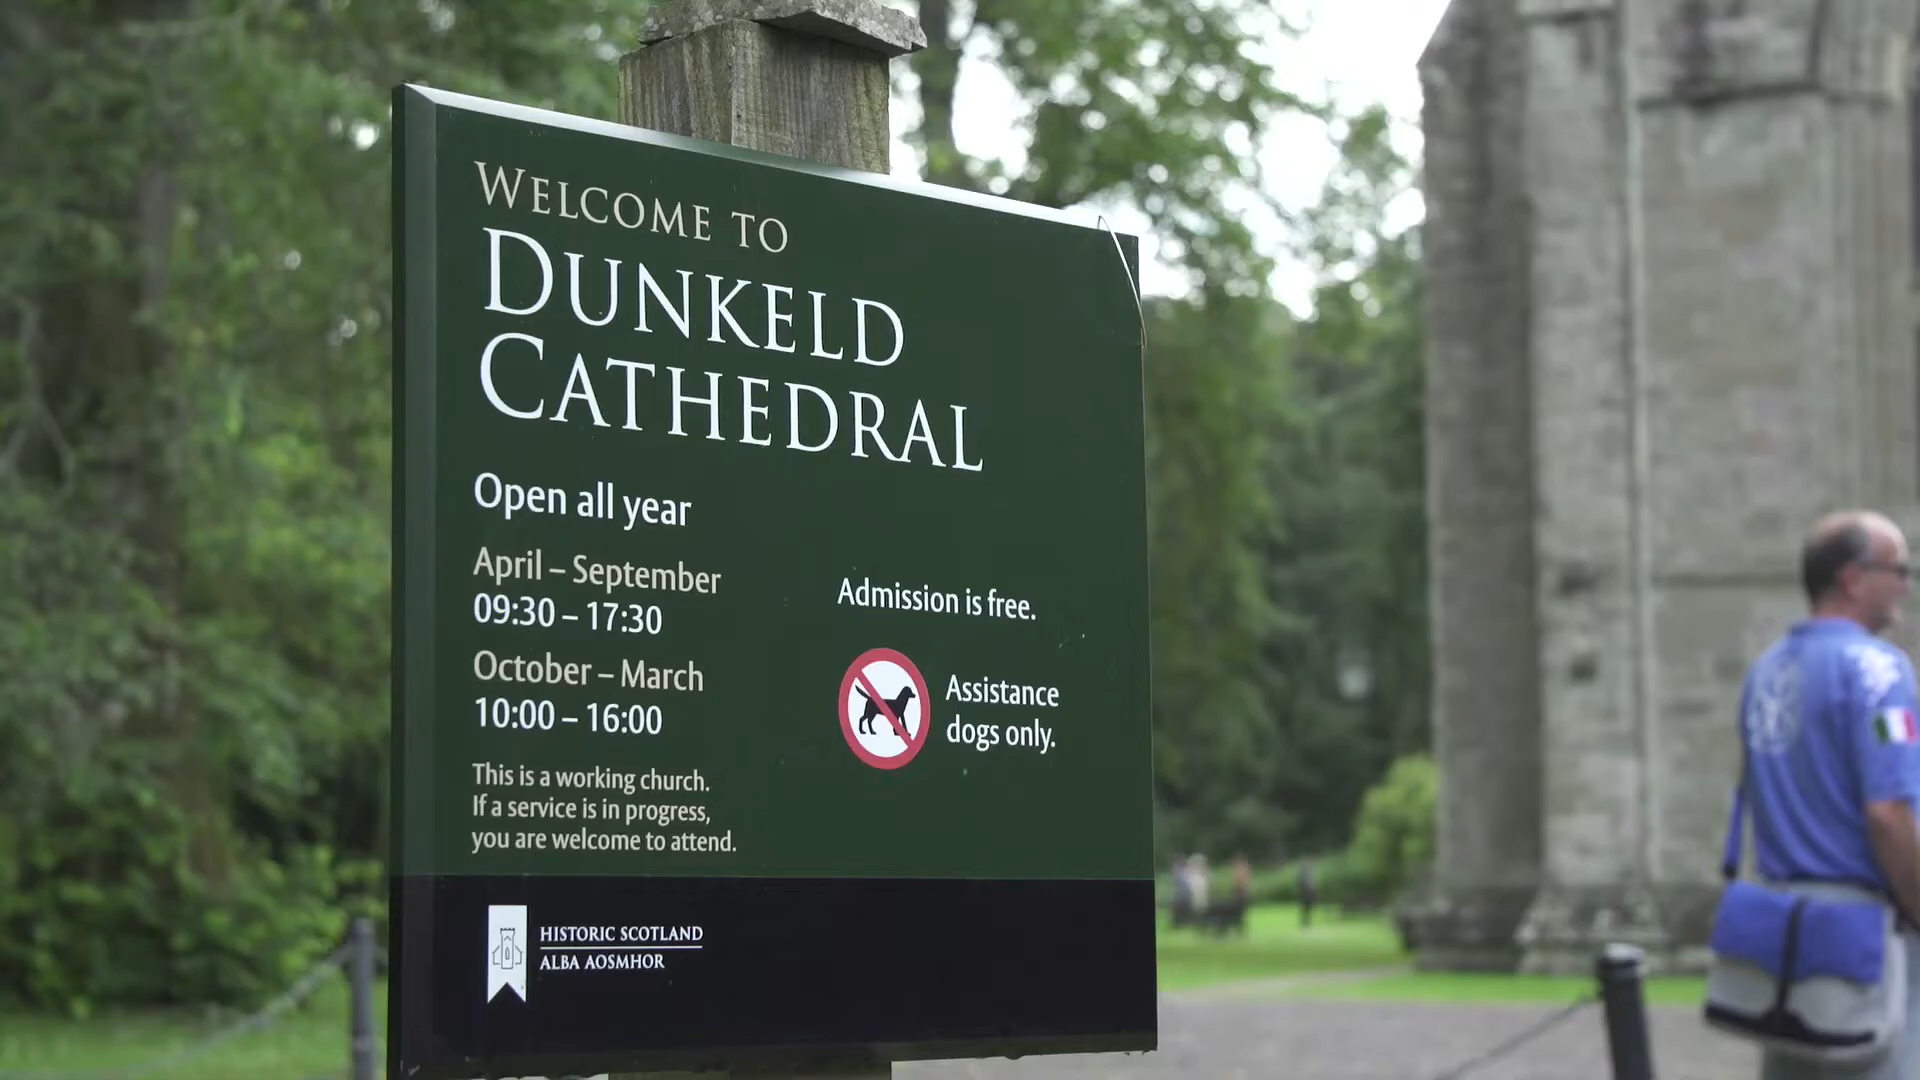 WELCOME TO
DUNKELD
CATHEDRAL
Open all year
April – September
09:30 – 17:30
October – March
10:00 – 16:00
This is a working church.
If a service is in progress,
you are welcome to attend.
Admission is free.
Assistance
dogs only.
HISTORIC SCOTLAND
ALBA AOSMHOR